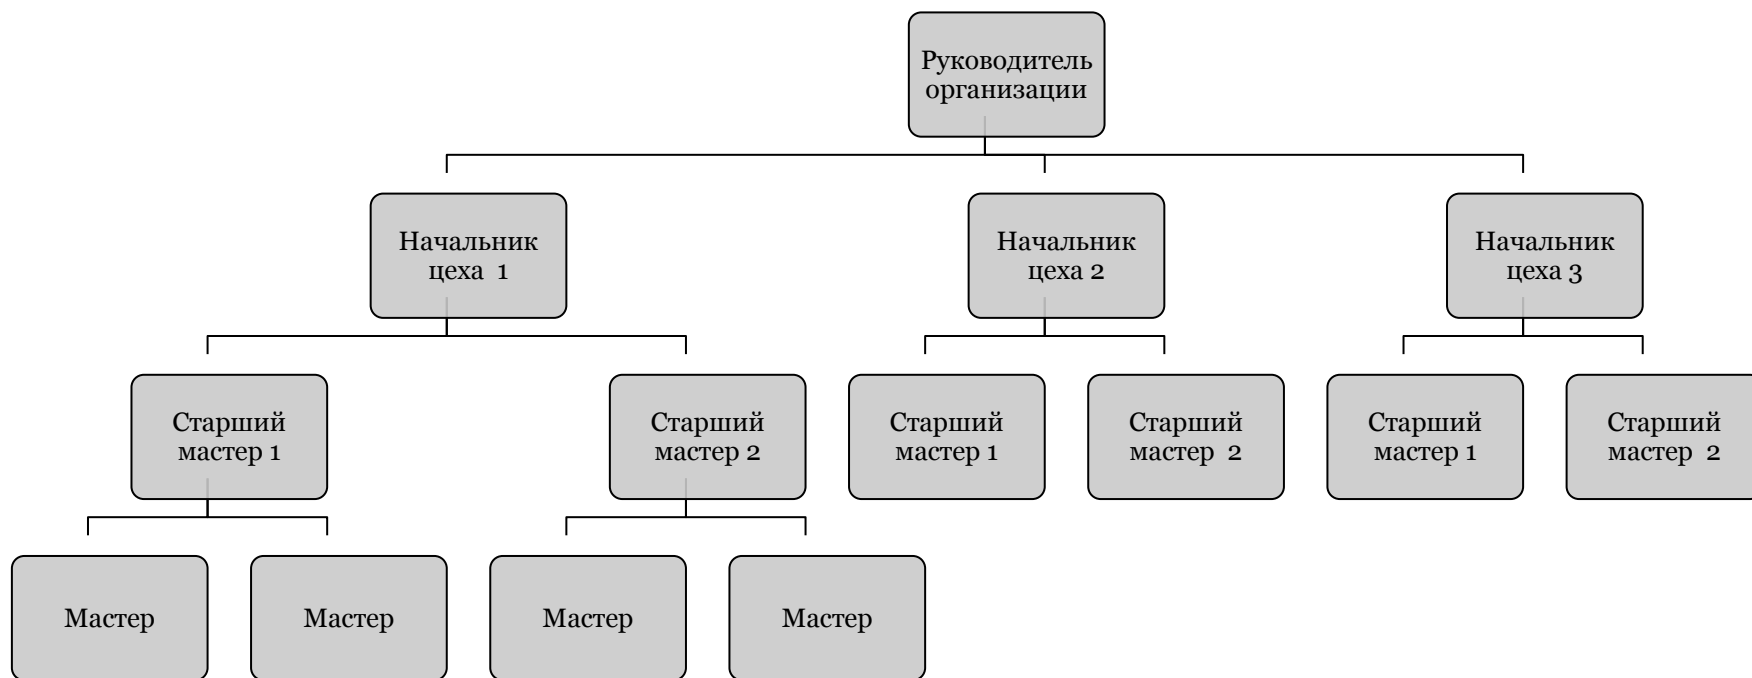 Руководитель
организации
Начальник
цеха  1
Начальник
цеха 2
Начальник
цеха 3
Старший
мастер 1
Старший
мастер 2
Старший
мастер 1
Старший
мастер  2
Старший
мастер 1
Старший
мастер  2
Мастер
Мастер
Мастер
Мастер